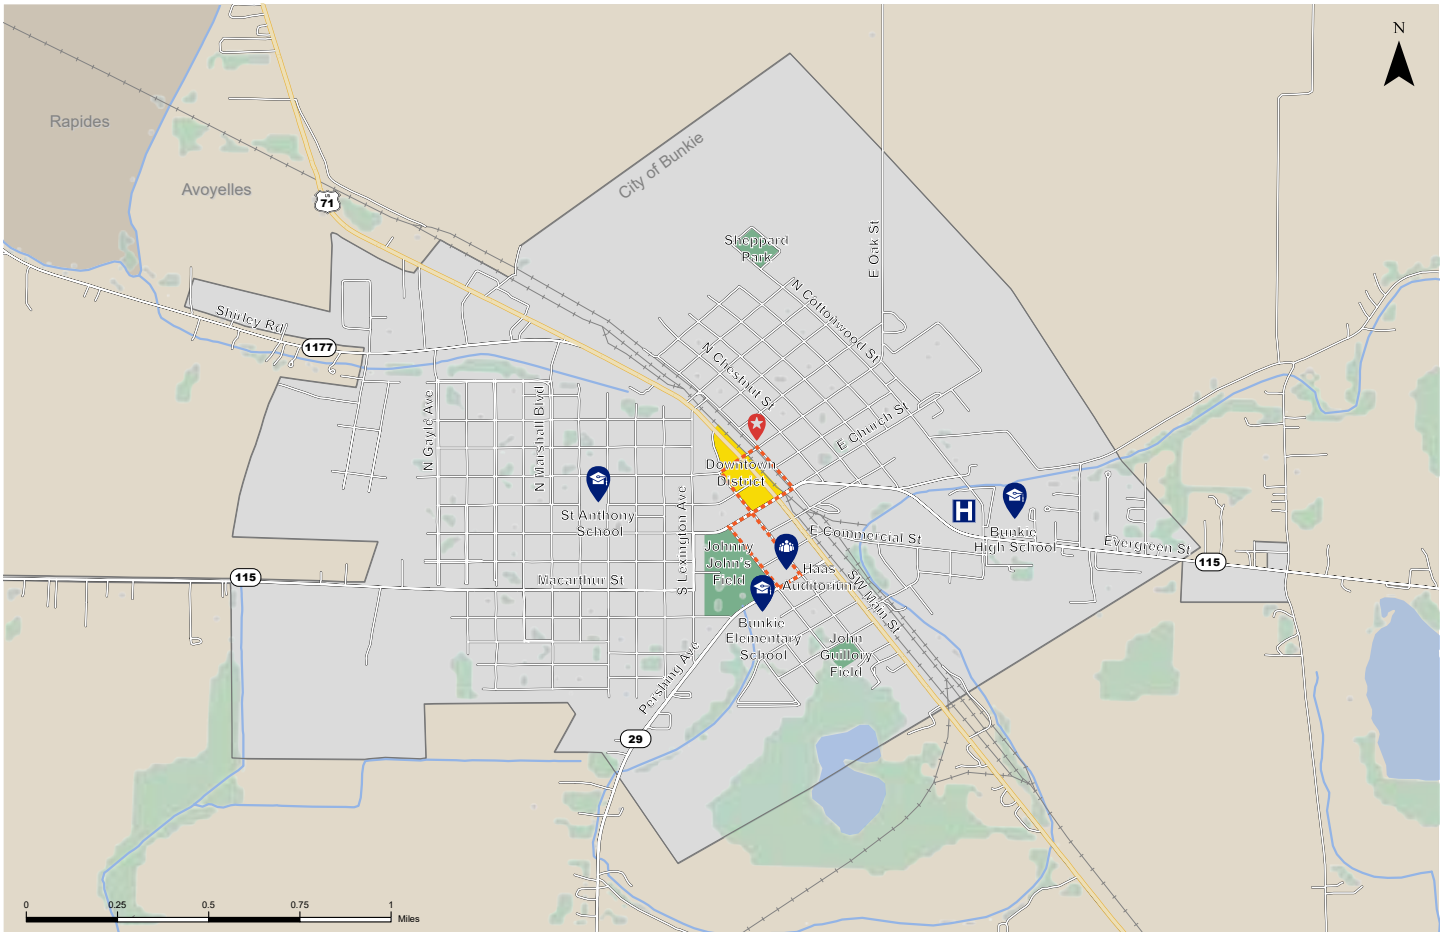 N
Rapides
City of Bunkie
Avoyelles
US
71
Sheppard
Park
E Oak St
N Cottonwood St
Shirley Rd
1177
N Chestnut St
N Gayle Ave
N Marshall Blvd
E Church St
Downtown
District
St Anthony
School
S Lexington Ave
H
Bunkie
High School
E Commercial St
Evergreen St
115
Johnny
John's
Field
Haas
Auditorium
115
Macarthur St
SW Main St
Bunkie
Elementary
School
John
Guillory
Field
Pershing Ave
29
0 0.25 0.5 0.75 1
Miles